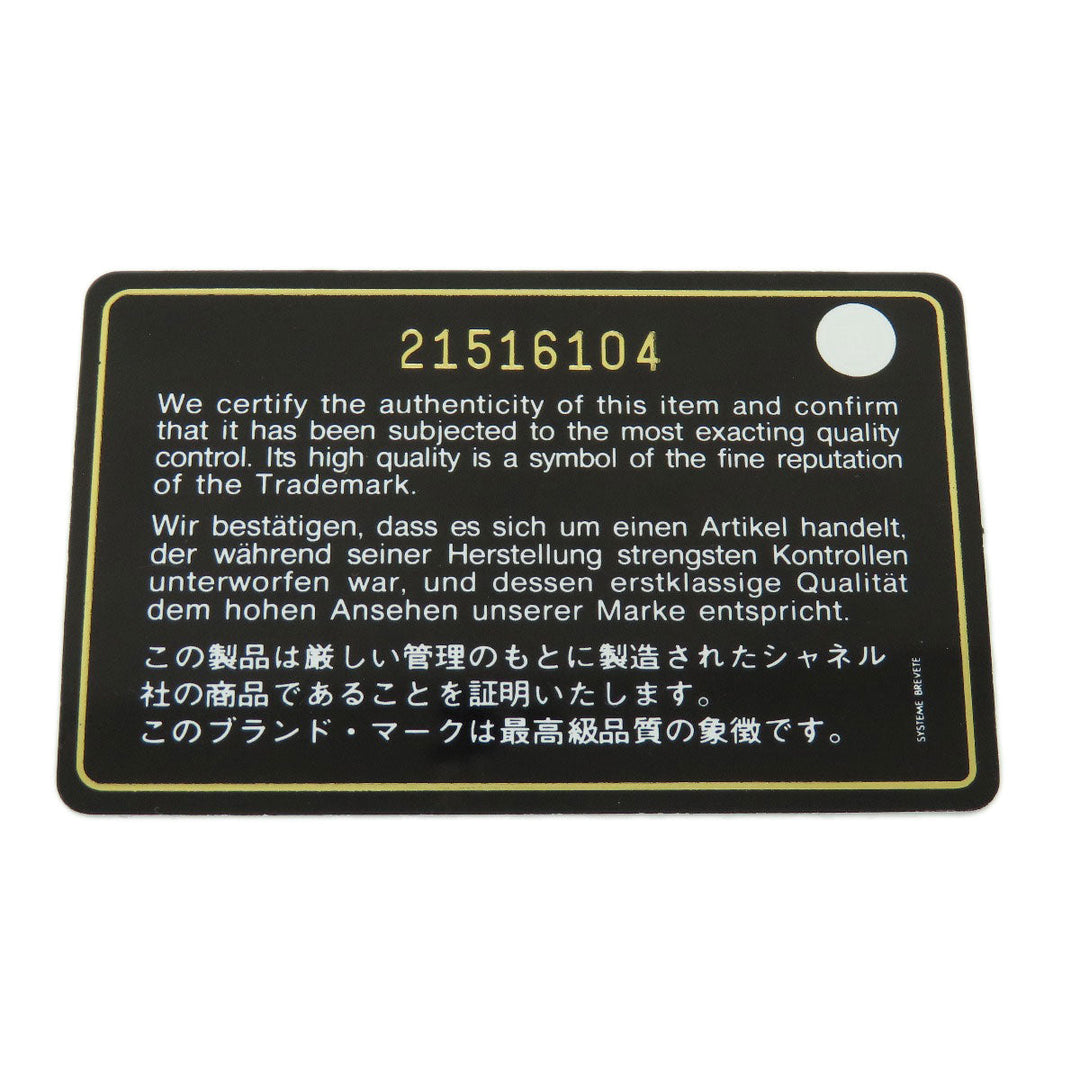 21516104
We certify the authenticity of this item and confirm
that it has been subjected to the most exacting quality
control. Its high quality is a symbol of the fine reputation
of the Trademark.
Wir bestätigen, dass es sich um einen Artikel handelt,
der während seiner Herstellung strengsten Kontrollen
unterworfen war, und dessen erstklassige Qualität
dem hohen Ansehen unserer Marke entspricht.
この製品は厳しい管理のもとに製造されたシャネル
社の商品であることを証明いたします。
このブランド・マークは最高級品質の象徴です。
SYSTEME BREVETE